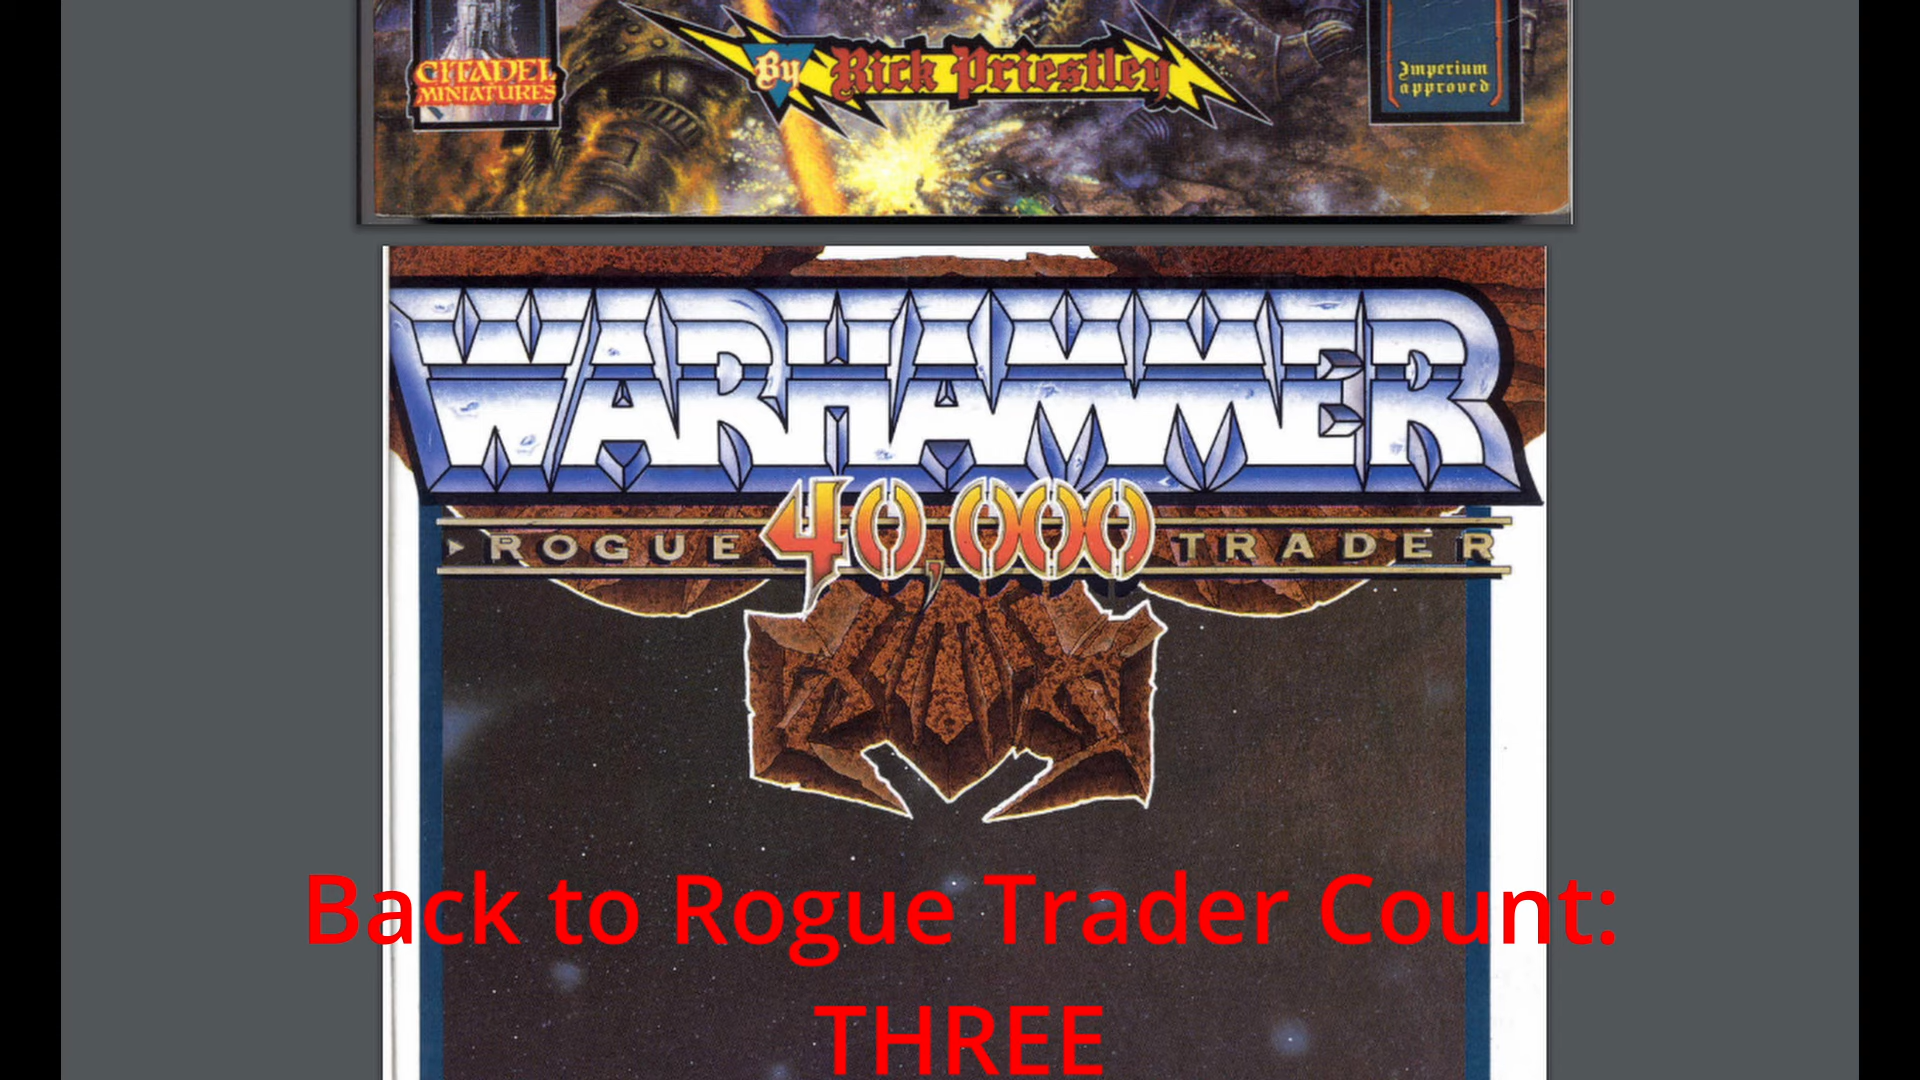 CITADEL
MINIATURES
By Rick Priestley
Imperium
approved
WARHAMMER
40,000
ROGUE TRADER
Back to Rogue Trader Count:
THREE